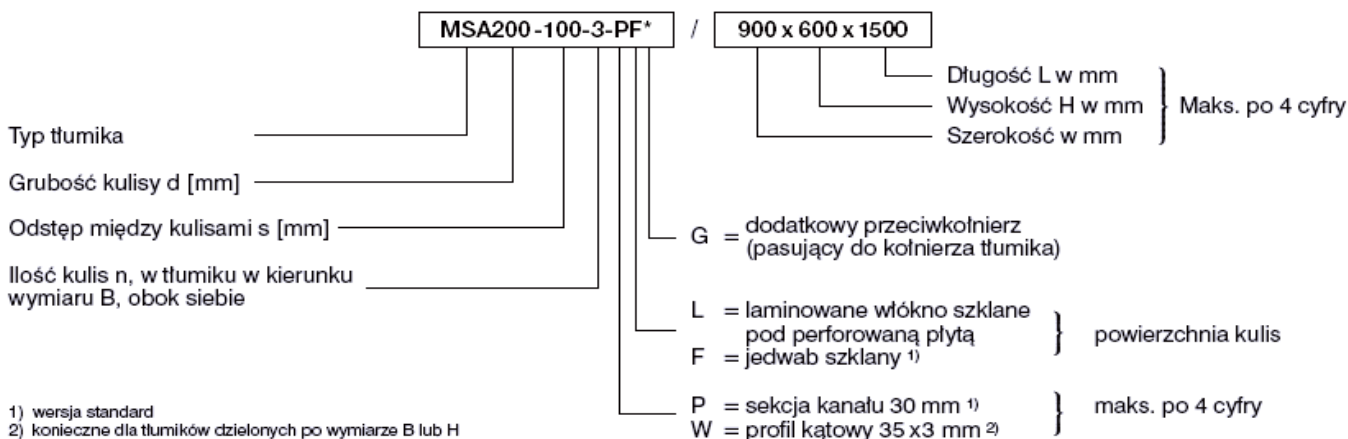 MSA200-100-3-PF* / 900 x 600 x 1500
Długość L w mm
Wysokość H w mm
Szerokość w mm
Maks. po 4 cyfry
Typ tłumika
Grubość kulisy d [mm]
Odstęp między kulisami s [mm]
Ilość kulis n, w tłumiku w kierunku
wymiaru B, obok siebie
G = dodatkowy przeciwkołnierz
(pasujący do kołnierza tłumika)
L = laminowane włókno szklane
pod perforowaną płytą
F = jedwab szklany 1)
powierzchnia kulis
P = sekcja kanału 30 mm 1)
W = profil kątowy 35 x3 mm 2)
maks. po 4 cyfry
1) wersja standard
2) konieczne dla tłumików dzielonych po wymiarze B lub H